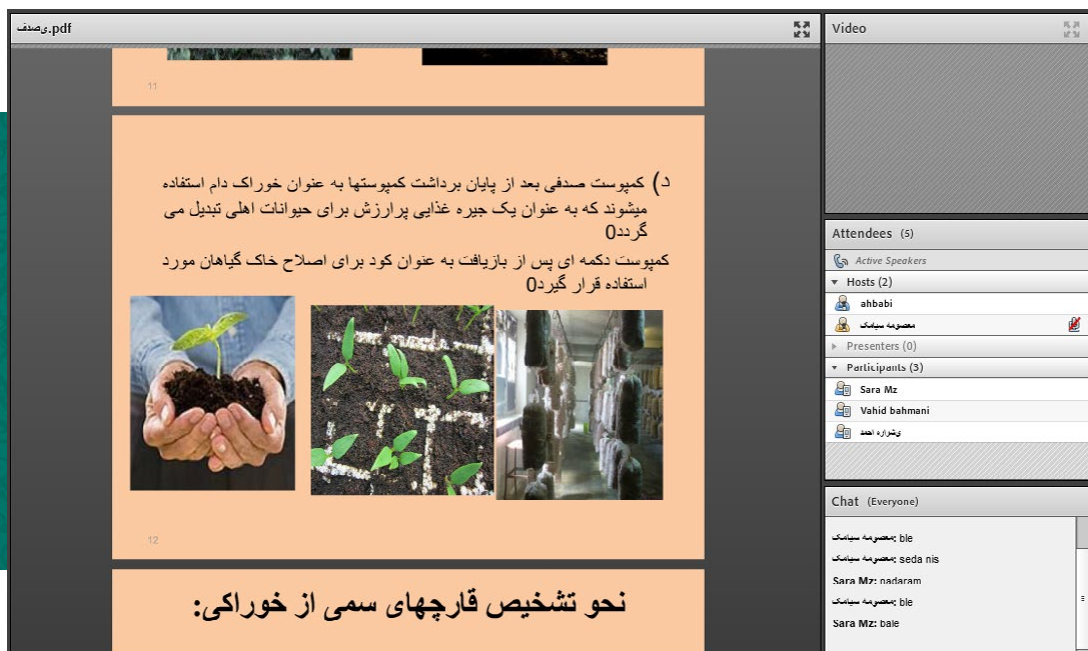 صدفی.pdf
11
د) کمپوست صدفی بعد از پایان برداشت کمپوستها به عنوان خوراک دام استفاده
میشوند که به عنوان یک جیره غذایی پرارزش برای حیوانات اهلی تبدیل می
گردد0
کمپوست دکمه ای پس از بازیافت به عنوان کود برای اصلاح خاک گیاهان مورد
استفاده قرار گیرد0
12
نحو تشخیص قارچهای سمی از خوراکی:
Video
Attendees (5)
Active Speakers
Hosts (2)
ahbabi
معصومه سیامک
Presenters (0)
Participants (3)
Sara Mz
Vahid bahmani
Chat (Everyone)
معصومه سیامک: ble
معصومه سیامک: seda nis
Sara Mz: nadaram
معصومه سیامک: ble
Sara Mz: bale